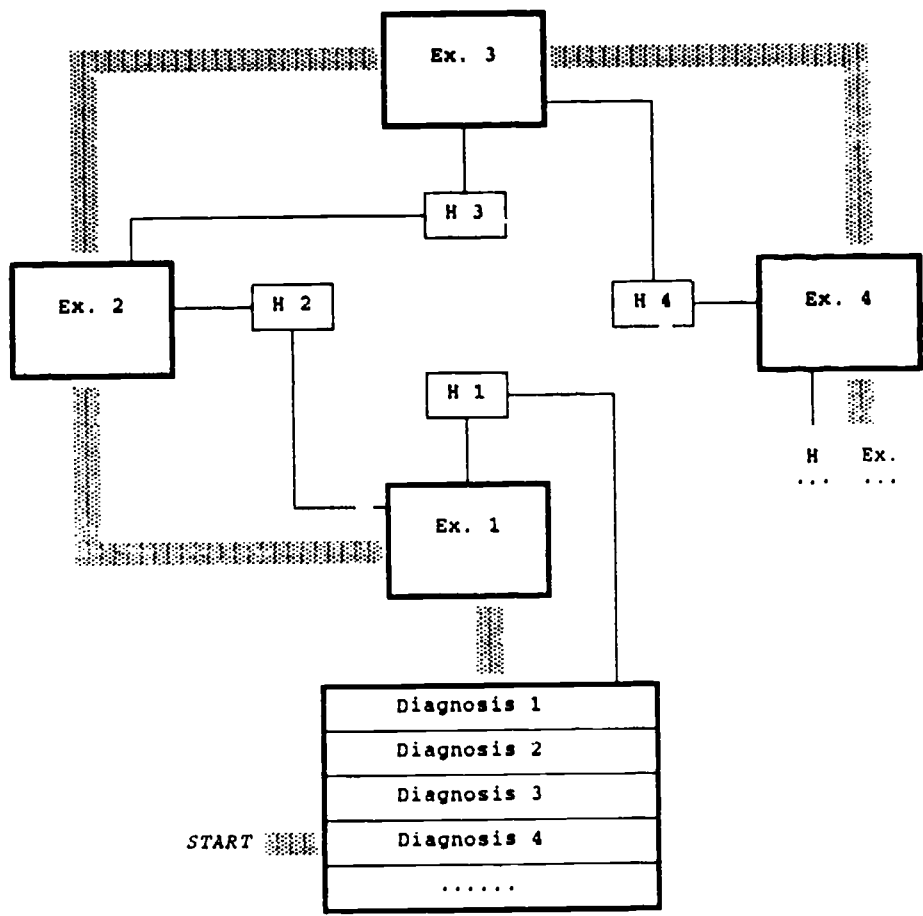 Ex. 3
H 3
Ex. 2
H 2
H 4
Ex. 4
H 1
H Ex.
... ...
Ex. 1
Diagnosis 1
Diagnosis 2
Diagnosis 3
START Diagnosis 4
......